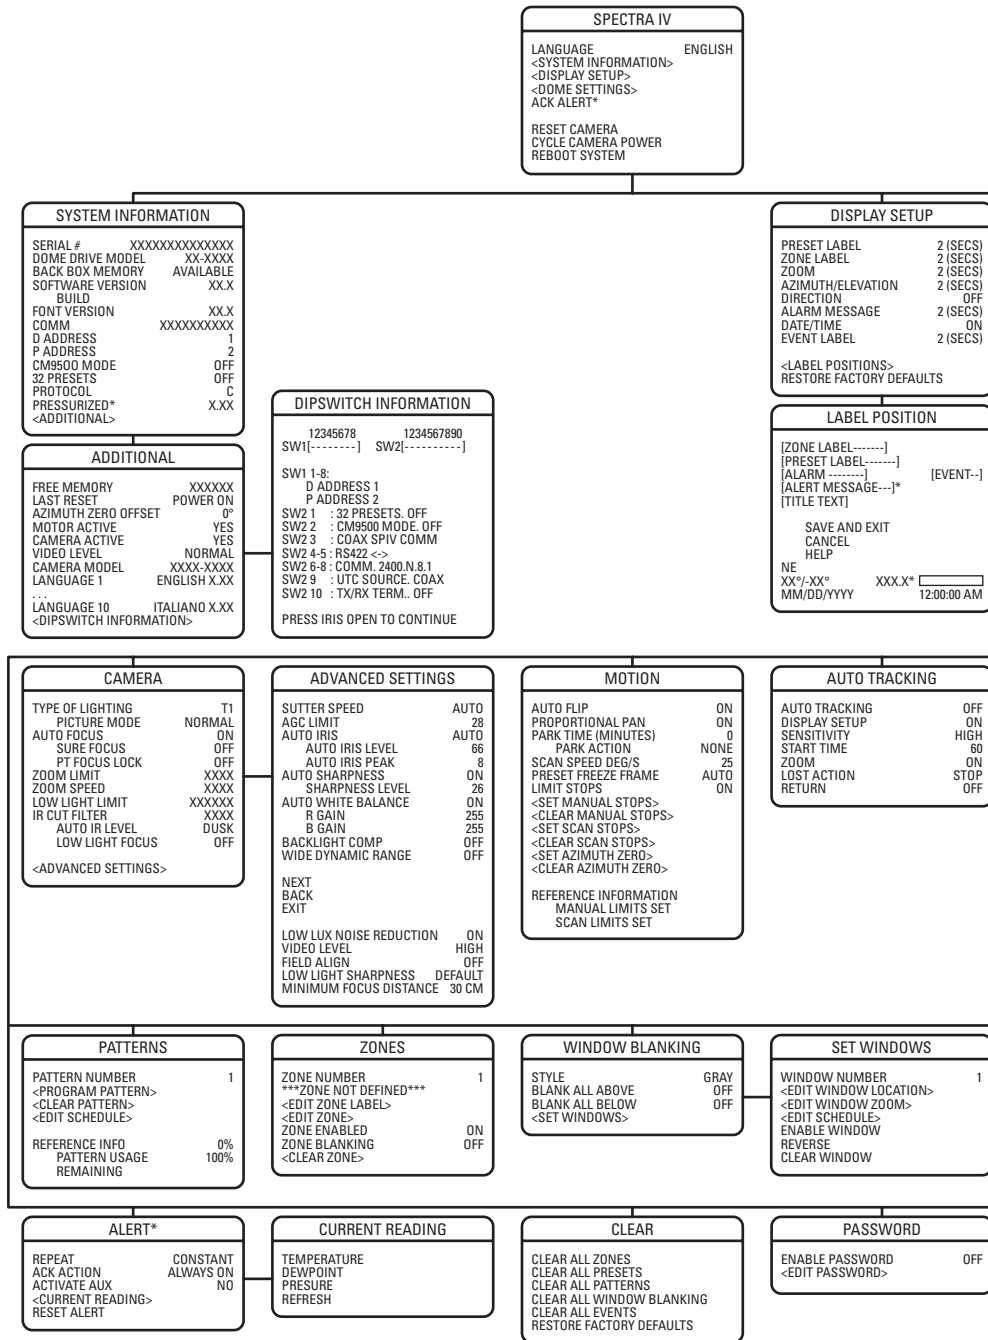 SPECTRA IV
LANGUAGE ENGLISH
<SYSTEM INFORMATION>
<DISPLAY SETUP>
<DOME SETTINGS>
ACK ALERT*
RESET CAMERA
CYCLE CAMERA POWER
REBOOT SYSTEM
SYSTEM INFORMATION
SERIAL # XXXXXXXXXXXXXX
DOME DRIVE MODEL XX-XXXX
BACK BOX MEMORY AVAILABLE
SOFTWARE VERSION XX.X
BUILD
FONT VERSION XX.X
COMM XXXXXXXXXX
D ADDRESS 1
P ADDRESS 2
CM9500 MODE OFF
32 PRESETS OFF
PROTOCOL C
PRESSURIZED* X.XX
<ADDITIONAL>
DISPLAY SETUP
PRESET LABEL 2 (SECS)
ZONE LABEL 2 (SECS)
ZOOM 2 (SECS)
AZIMUTH/ELEVATION 2 (SECS)
DIRECTION OFF
ALARM MESSAGE 2 (SECS)
DATE/TIME ON
EVENT LABEL 2 (SECS)
<LABEL POSITIONS>
RESTORE FACTORY DEFAULTS
ADDITIONAL
FREE MEMORY XXXXXX
LAST RESET POWER ON
AZIMUTH ZERO OFFSET 0°
MOTOR ACTIVE YES
CAMERA ACTIVE YES
VIDEO LEVEL NORMAL
CAMERA MODEL XXXX-XXXX
LANGUAGE 1 ENGLISH X.XX
. . .
LANGUAGE 10 ITALIANO X.XX
<DIPSWITCH INFORMATION>
DIPSWITCH INFORMATION
12345678 1234567890
SW1[--------] SW2[----------]
SW1 1-8:
D ADDRESS 1
P ADDRESS 2
SW2 1 : 32 PRESETS. OFF
SW2 2 : CM9500 MODE. OFF
SW2 3 : COAX SPIV COMM
SW2 4-5 : RS422 <->
SW2 6-8 : COMM. 2400.N.8.1
SW2 9 : UTC SOURCE. COAX
SW2 10 : TX/RX TERM.. OFF
PRESS IRIS OPEN TO CONTINUE
LABEL POSITION
[ZONE LABEL-------]
[PRESET LABEL-------]
[ALARM --------] [EVENT--]
[ALERT MESSAGE---]*
[TITLE TEXT]
SAVE AND EXIT
CANCEL
HELP
NE
XX°/-XX° XXX.X*
MM/DD/YYYY 12:00:00 AM
CAMERA
TYPE OF LIGHTING T1
PICTURE MODE NORMAL
AUTO FOCUS ON
SURE FOCUS OFF
PT FOCUS LOCK OFF
ZOOM LIMIT XXXX
ZOOM SPEED XXXX
LOW LIGHT LIMIT XXXXXX
IR CUT FILTER XXXX
AUTO IR LEVEL DUSK
LOW LIGHT FOCUS OFF
<ADVANCED SETTINGS>
ADVANCED SETTINGS
SUTTER SPEED AUTO
AGC LIMIT 28
AUTO IRIS AUTO
AUTO IRIS LEVEL 66
AUTO IRIS PEAK 8
AUTO SHARPNESS ON
SHARPNESS LEVEL 26
AUTO WHITE BALANCE ON
R GAIN 255
B GAIN 255
BACKLIGHT COMP OFF
WIDE DYNAMIC RANGE OFF
NEXT
BACK
EXIT
LOW LUX NOISE REDUCTION ON
VIDEO LEVEL HIGH
FIELD ALIGN OFF
LOW LIGHT SHARPNESS DEFAULT
MINIMUM FOCUS DISTANCE 30 CM
MOTION
AUTO FLIP ON
PROPORTIONAL PAN ON
PARK TIME (MINUTES) 0
PARK ACTION NONE
SCAN SPEED DEG/S 25
PRESET FREEZE FRAME AUTO
LIMIT STOPS ON
<SET MANUAL STOPS>
<CLEAR MANUAL STOPS>
<SET SCAN STOPS>
<CLEAR SCAN STOPS>
<SET AZIMUTH ZERO>
<CLEAR AZIMUTH ZERO>
REFERENCE INFORMATION
MANUAL LIMITS SET
SCAN LIMITS SET
AUTO TRACKING
AUTO TRACKING OFF
DISPLAY SETUP ON
SENSITIVITY HIGH
START TIME 60
ZOOM ON
LOST ACTION STOP
RETURN OFF
PATTERNS
PATTERN NUMBER 1
<PROGRAM PATTERN>
<CLEAR PATTERN>
<EDIT SCHEDULE>
REFERENCE INFO 0%
PATTERN USAGE 100%
REMAINING
ZONES
ZONE NUMBER 1
***ZONE NOT DEFINED***
<EDIT ZONE LABEL>
<EDIT ZONE>
ZONE ENABLED ON
ZONE BLANKING OFF
<CLEAR ZONE>
WINDOW BLANKING
STYLE GRAY
BLANK ALL ABOVE OFF
BLANK ALL BELOW OFF
<SET WINDOWS>
SET WINDOWS
WINDOW NUMBER 1
<EDIT WINDOW LOCATION>
<EDIT WINDOW ZOOM>
<EDIT SCHEDULE>
ENABLE WINDOW
REVERSE
CLEAR WINDOW
ALERT*
REPEAT CONSTANT
ACK ACTION ALWAYS ON
ACTIVATE AUX NO
<CURRENT READING>
RESET ALERT
CURRENT READING
TEMPERATURE
DEWPOINT
PRESURE
REFRESH
CLEAR
CLEAR ALL ZONES
CLEAR ALL PRESETS
CLEAR ALL PATTERNS
CLEAR ALL WINDOW BLANKING
CLEAR ALL EVENTS
RESTORE FACTORY DEFAULTS
PASSWORD
ENABLE PASSWORD OFF
<EDIT PASSWORD>